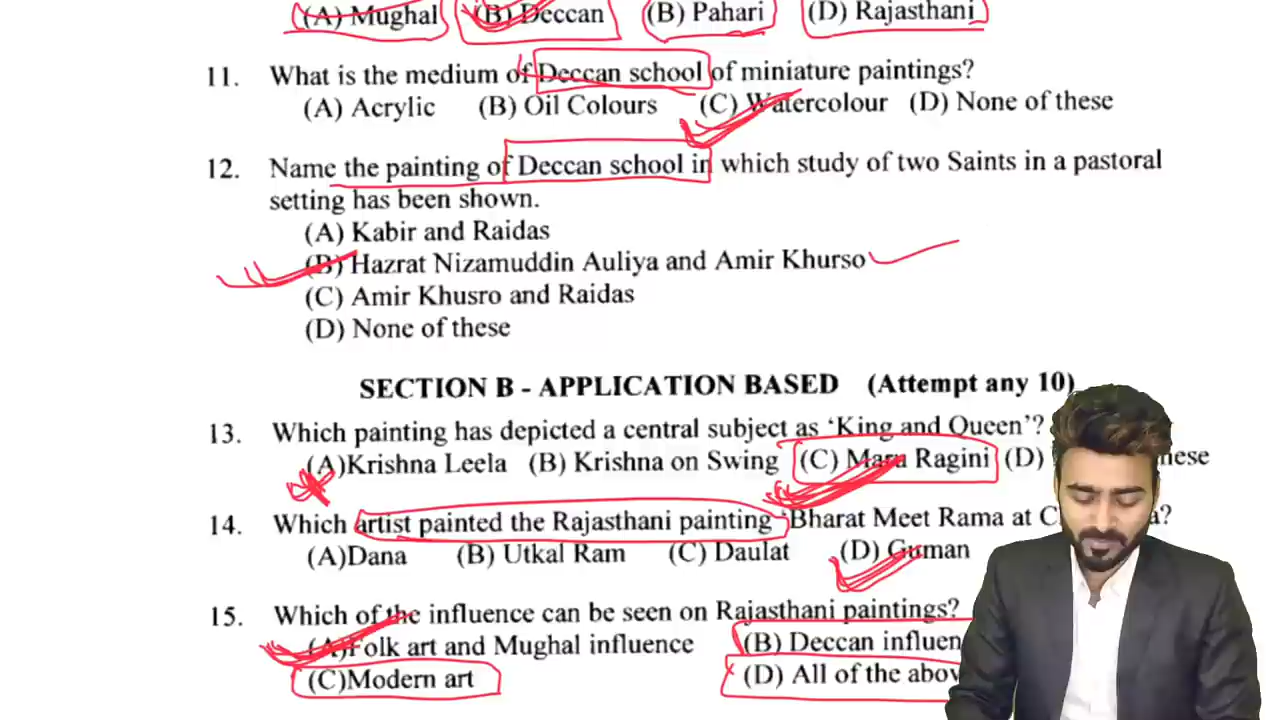 (A) Mughal (B) Deccan (B) Pahari (D) Rajasthani
11. What is the medium of Deccan school of miniature paintings?
(A) Acrylic (B) Oil Colours (C) Watercolour (D) None of these
12. Name the painting of Deccan school in which study of two Saints in a pastoral
setting has been shown.
(A) Kabir and Raidas
(B) Hazrat Nizamuddin Auliya and Amir Khurso
(C) Amir Khusro and Raidas
(D) None of these
SECTION B - APPLICATION BASED (Attempt any 10)
13. Which painting has depicted a central subject as ‘King and Queen’?
(A)Krishna Leela (B) Krishna on Swing (C) Maru Ragini (D)
14. Which artist painted the Rajasthani painting ‘Bharat Meet Rama at
(A)Dana (B) Utkal Ram (C) Daulat (D) Guman
15. Which of the influence can be seen on Rajasthani paintings?
(A)Folk art and Mughal influence (B) Deccan
(C)Modern art (D) All of the